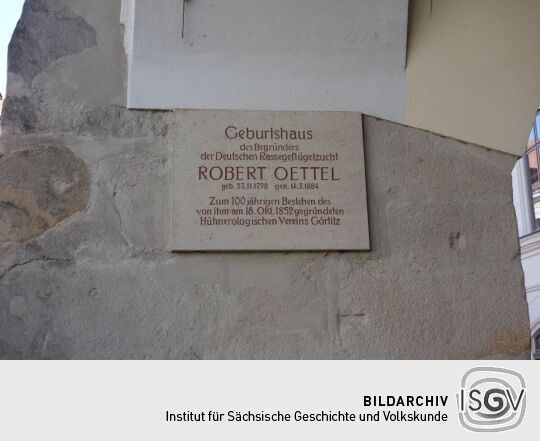 Geburtshaus
des Begründers
der Deutschen Rassegeflügelzucht
ROBERT OETTEL
geb. 23.11.1798 gest. 14.3.1884
Zum 100 jährigen Bestehen des
von ihm am 18. Okt. 1852 gegründeten
Hühnerologischen Vereins Görlitz
BILDARCHIV
Institut für Sächsische Geschichte und Volkskunde
ISGV